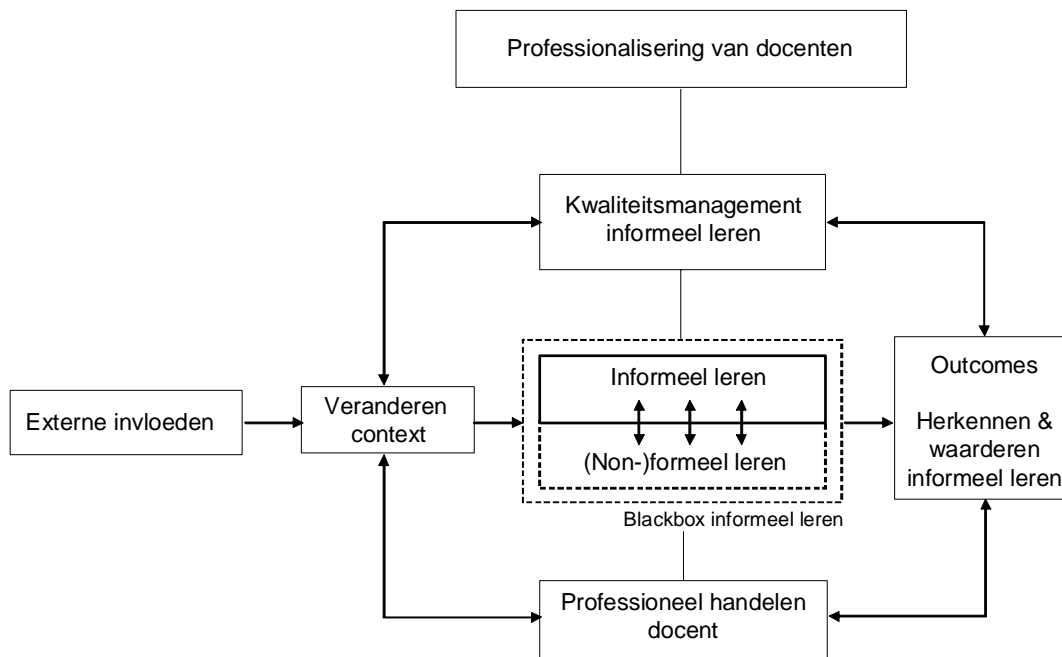 Professionalisering van docenten
Kwaliteitsmanagement
informeel leren
Externe invloeden
Veranderen
context
Informeel leren
(Non-)formeel leren
Blackbox informeel leren
Outcomes
Herkennen &
waarderen
informeel leren
Professioneel handelen
docent